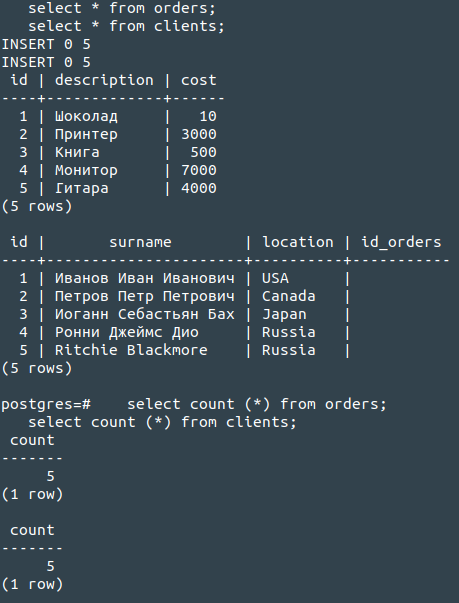 select * from orders;
   select * from clients;
INSERT 0 5
INSERT 0 5
 id | description | cost
----+-------------+------
  1 | Шоколад     |   10
  2 | Принтер     | 3000
  3 | Книга       |  500
  4 | Монитор     | 7000
  5 | Гитара      | 4000
(5 rows)

 id |       surname        | location | id_orders
----+----------------------+----------+-----------
  1 | Иванов Иван Иванович | USA      |
  2 | Петров Петр Петрович | Canada   |
  3 | Иоганн Себастьян Бах | Japan    |
  4 | Ронни Джеймс Дио     | Russia   |
  5 | Ritchie Blackmore    | Russia   |
(5 rows)

postgres=#    select count (*) from orders;
   select count (*) from clients;
 count
-------
     5
(1 row)

 count
-------
     5
(1 row)